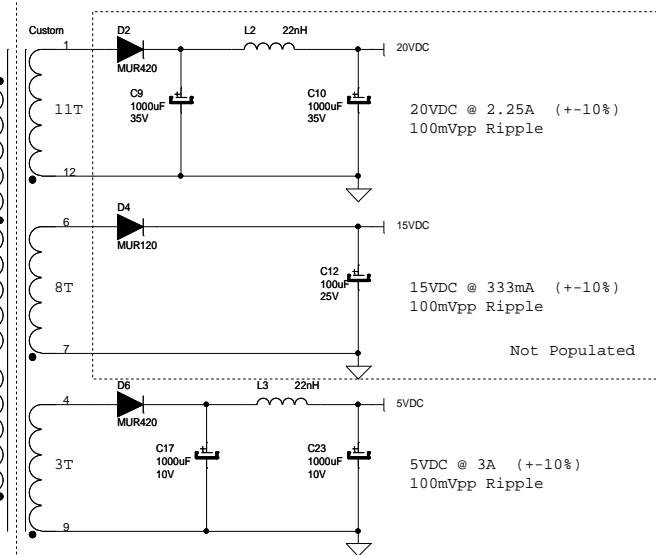 Custom
1
D2
MUR420
L2 22nH
20VDC
C9
1000uF
35V
C10
1000uF
35V
11T
20VDC @ 2.25A (+-10%)
100mVpp Ripple
12
6
D4
MUR120
15VDC
8T
C12
100uF
25V
15VDC @ 333mA (+-10%)
100mVpp Ripple
Not Populated
7
4
D6
MUR420
L3 22nH
5VDC
C17
1000uF
10V
C23
1000uF
10V
3T
5VDC @ 3A (+-10%)
100mVpp Ripple
9